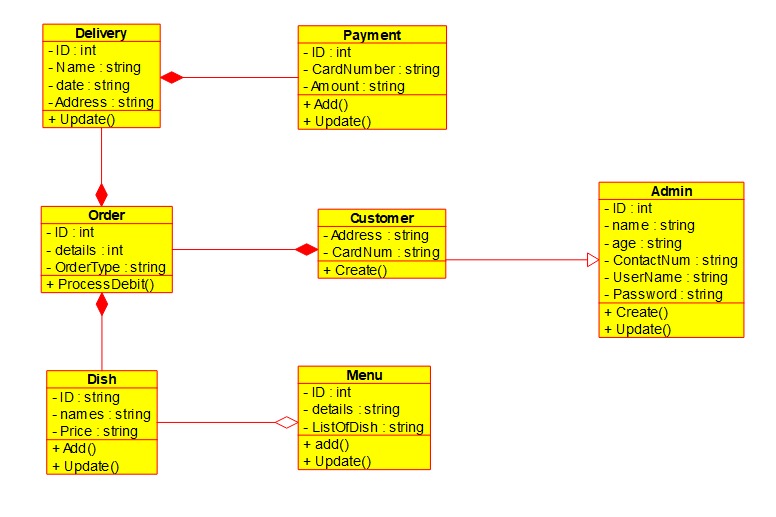 Delivery
- ID : int
- Name : string
- date : string
- Address : string
+ Update()
Payment
- ID : int
- CardNumber : string
- Amount : string
+ Add()
+ Update()
Order
- ID : int
- details : int
- OrderType : string
+ ProcessDebit()
Customer
- Address : string
- CardNum : string
+ Create()
Admin
- ID : int
- name : string
- age : string
- ContactNum : string
- UserName : string
- Password : string
+ Create()
+ Update()
Dish
- ID : string
- names : string
- Price : string
+ Add()
+ Update()
Menu
- ID : int
- details : string
- ListOfDish : string
+ add()
+ Update()